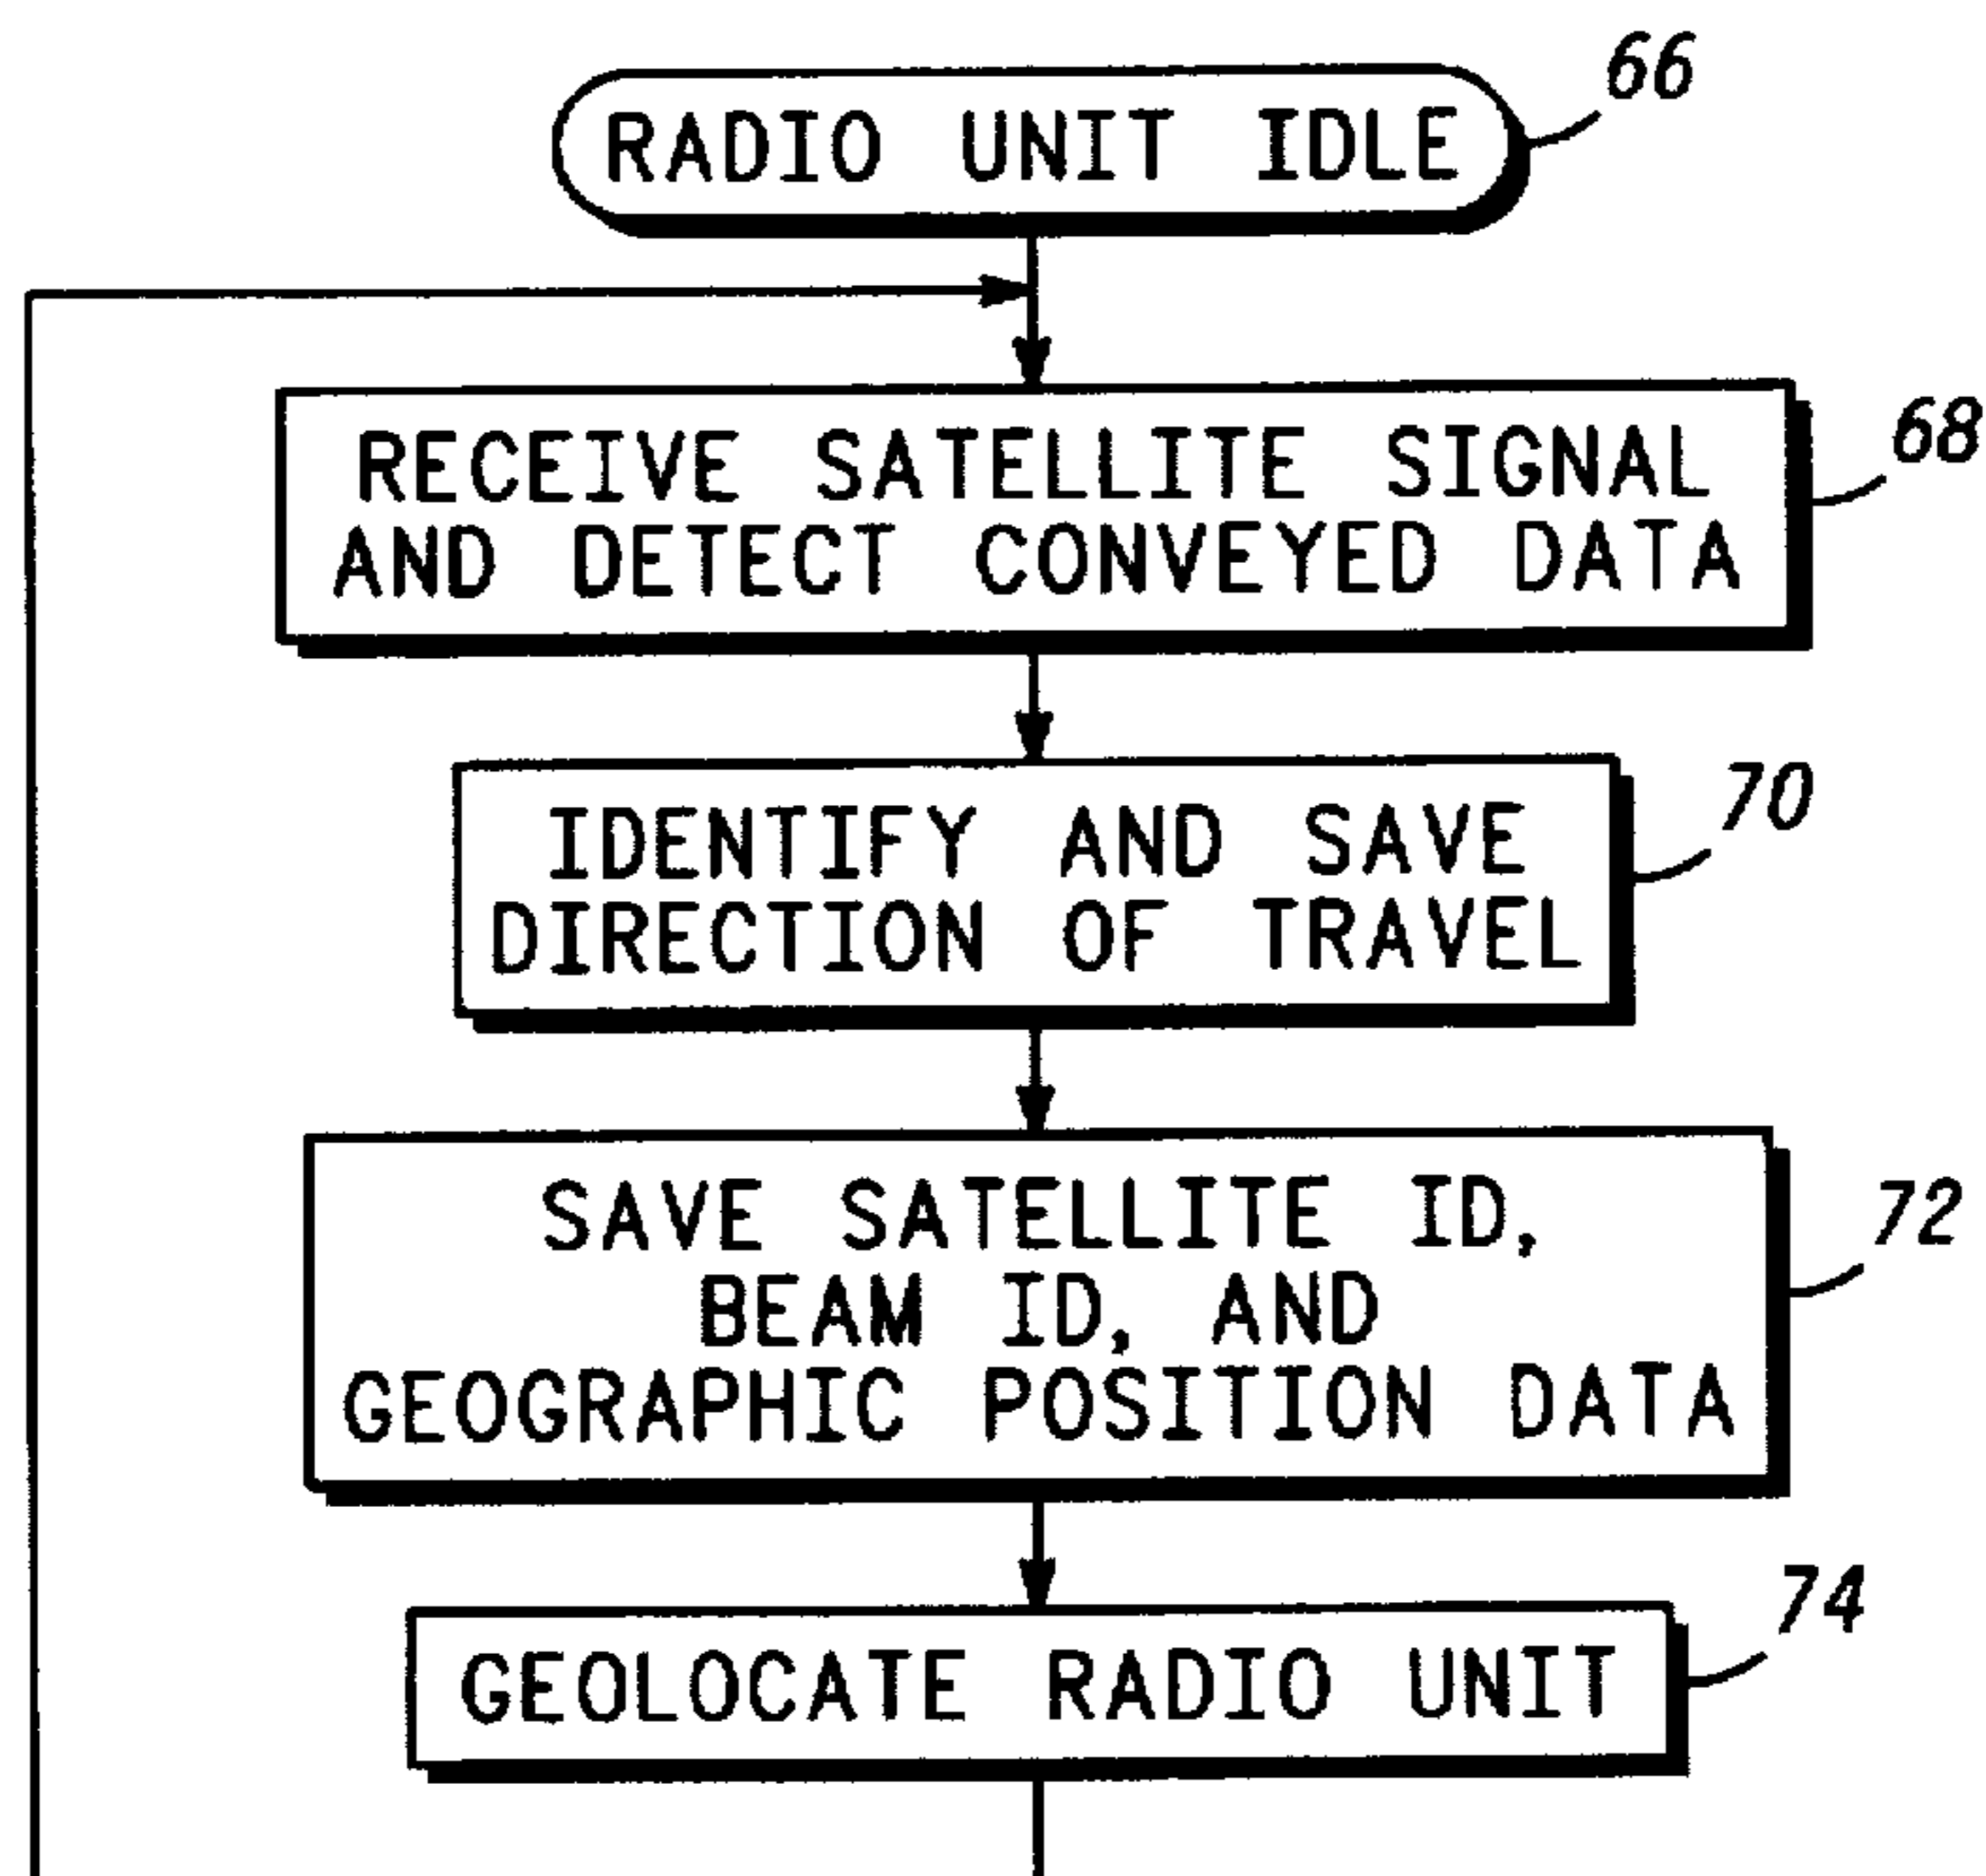 66
RADIO UNIT IDLE
68
RECEIVE SATELLITE SIGNAL
AND DETECT CONVEYED DATA
70
IDENTIFY AND SAVE
DIRECTION OF TRAVEL
72
SAVE SATELLITE ID,
BEAM ID, AND
GEOGRAPHIC POSITION DATA
74
GEOLOCATE RADIO UNIT